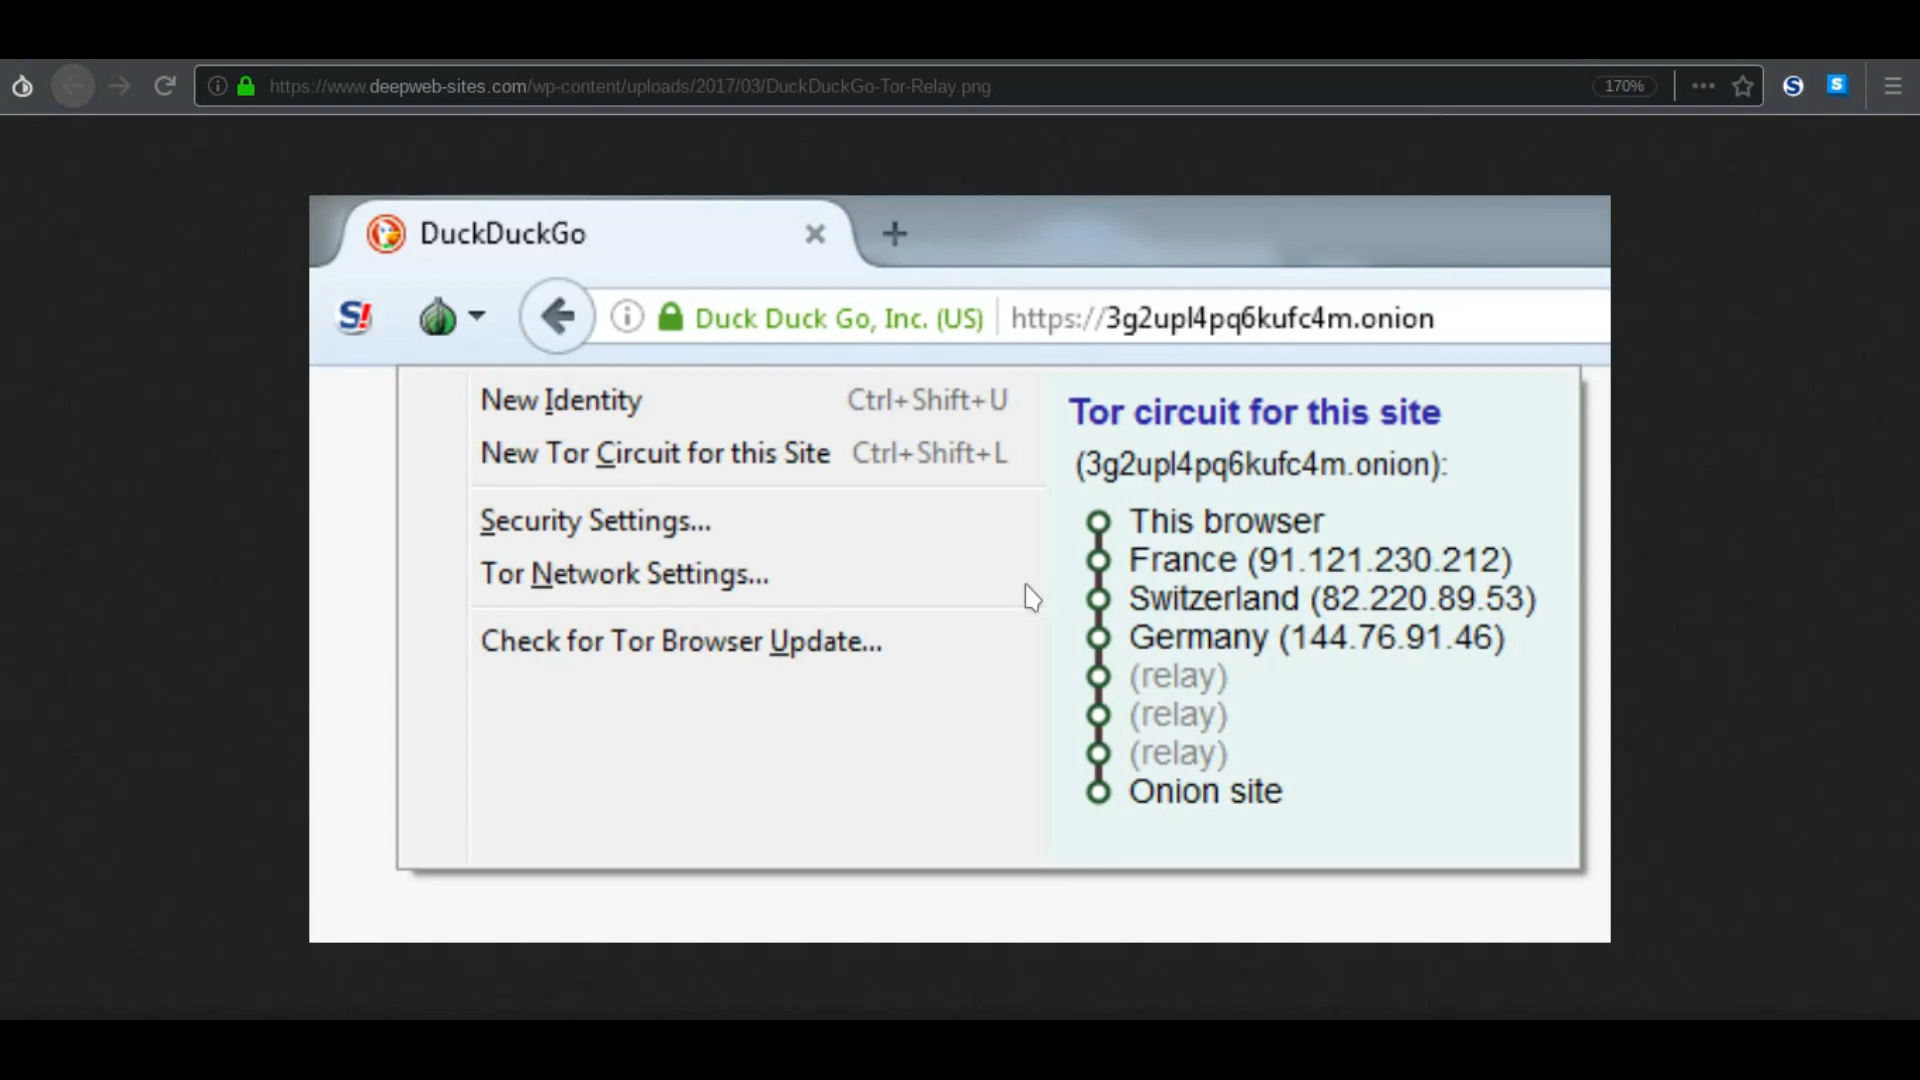 https://www.deepweb-sites.com/wp-content/uploads/2017/03/DuckDuckGo-Tor-Relay.png 170%
DuckDuckGo
S! Duck Duck Go, Inc. (US) https://3g2upl4pq6kufc4m.onion
New Identity Ctrl+Shift+U
New Tor Circuit for this Site Ctrl+Shift+L
Security Settings...
Tor Network Settings...
Check for Tor Browser Update...
Tor circuit for this site
(3g2upl4pq6kufc4m.onion):
This browser
France (91.121.230.212)
Switzerland (82.220.89.53)
Germany (144.76.91.46)
(relay)
(relay)
(relay)
Onion site